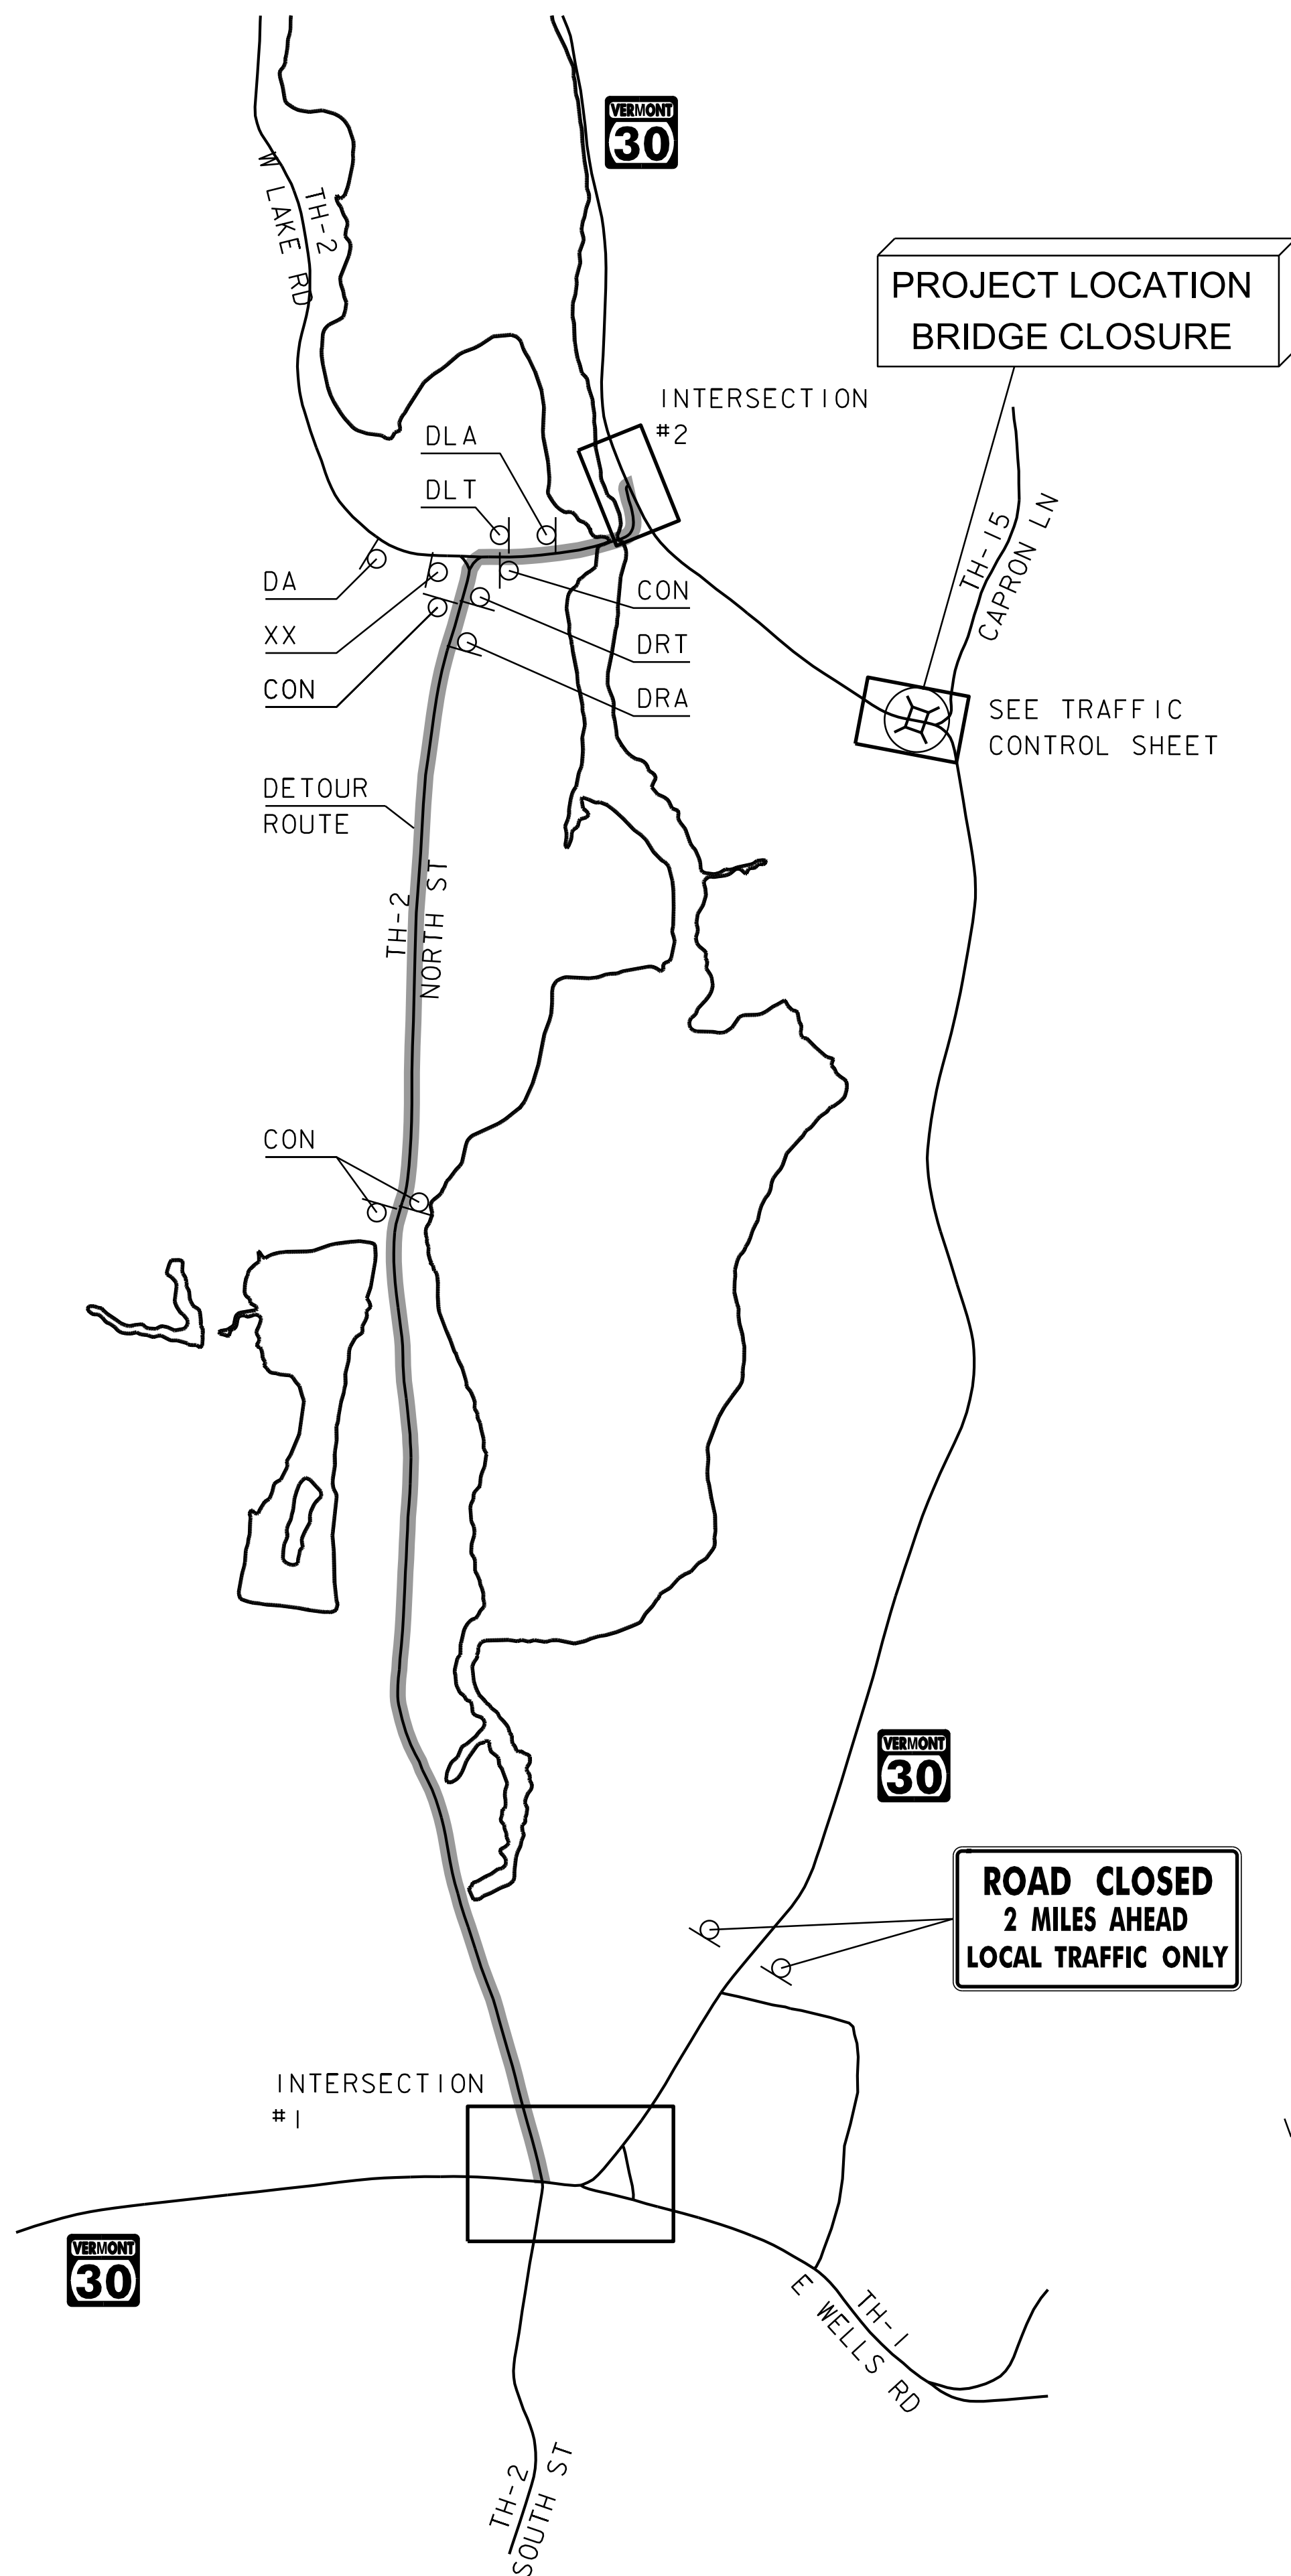 VERMONT
30
W LAKE RD
TH-2
PROJECT LOCATION
BRIDGE CLOSURE
INTERSECTION
#2
DLA
DLT
TH-15
CAPRON LN
DA
XX
CON
CON
DRT
DRA
SEE TRAFFIC
CONTROL SHEET
DETOUR
ROUTE
TH-2
NORTH ST
CON
VERMONT
30
ROAD CLOSED
2 MILES AHEAD
LOCAL TRAFFIC ONLY
INTERSECTION
#1
VERMONT
30
TH-1
E WELLS RD
TH-2
SOUTH ST